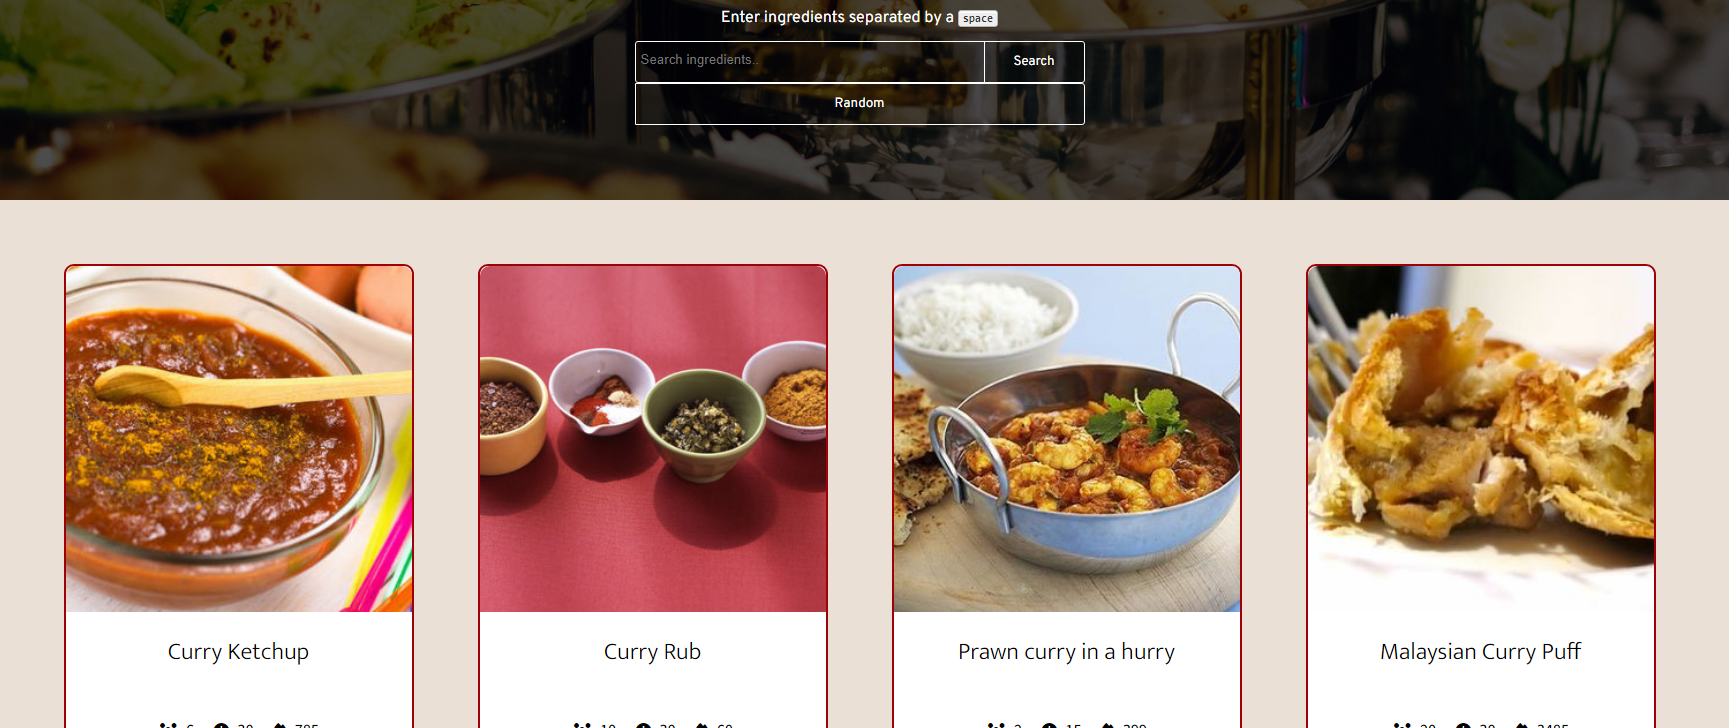 Enter ingredients separated by a space
Search ingredients..
Search
Random
Curry Ketchup
Curry Rub
Prawn curry in a hurry
Malaysian Curry Puff